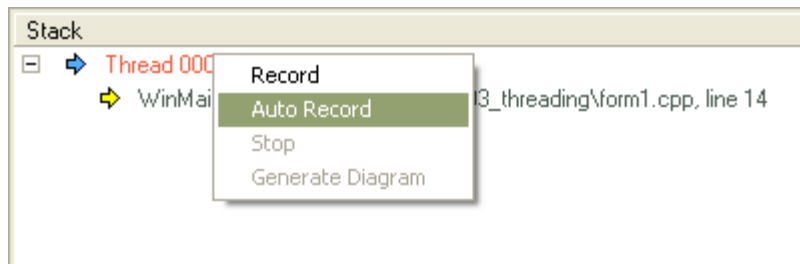 Stack
Thread 000
Record
WinMai
Auto Record
3_threading\form1.cpp, line 14
Stop
Generate Diagram